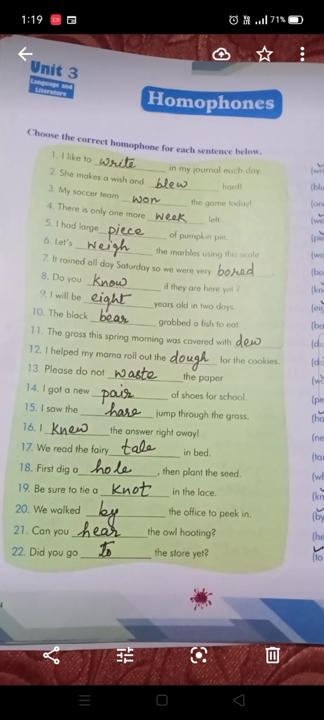 1:19
71%
Unit 3
Language and
Literature
Homophones
Choose the correct homophone for each sentence below.
1. I like to write in my journal each day.
2. She makes a wish and blew hard!
3. My soccer team won the game today!
4. There is only one more week left.
5. I had large piece of pumpkin pie.
6. Let's weigh the marbles using this scale
7. It rained all day Saturday so we were very bored
8. Do you know if they are here yet?
9. I will be eight years old in two days.
10. The black bear grabbed a fish to eat.
11. The grass this spring morning was covered with dew
12. I helped my mama roll out the dough for the cookies.
13. Please do not waste the paper
14. I got a new pair of shoes for school.
15. I saw the hare jump through the grass.
16. I knew the answer right away!
17. We read the fairy tale in bed.
18. First dig a hole, then plant the seed.
19. Be sure to tie a knot in the lace.
20. We walked by the office to peek in.
21. Can you hear the owl hooting?
22. Did you go to the store yet?